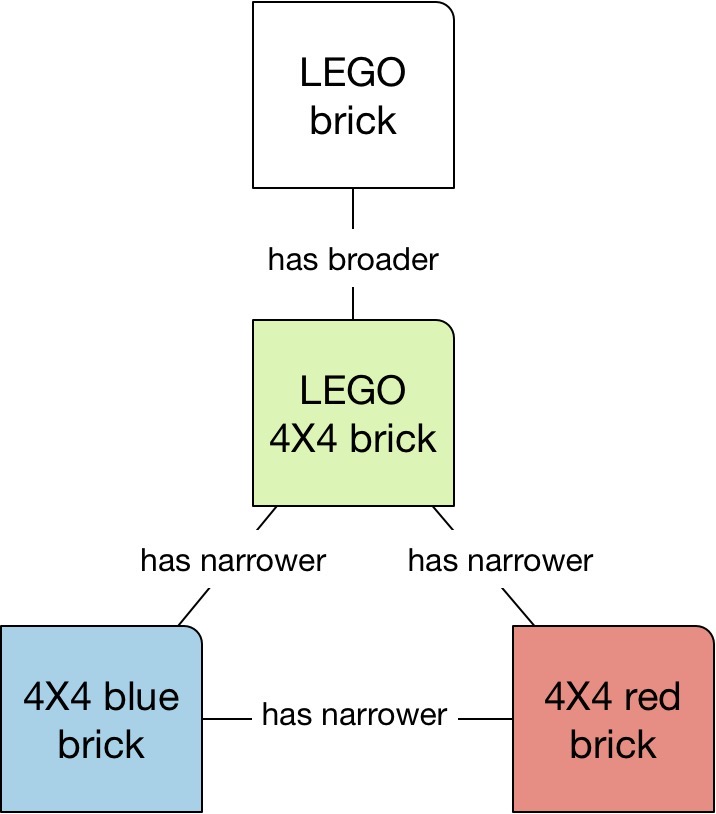 LEGO
brick
has broader
LEGO
4X4 brick
has narrower
has narrower
4X4 blue
brick
has narrower
4X4 red
brick